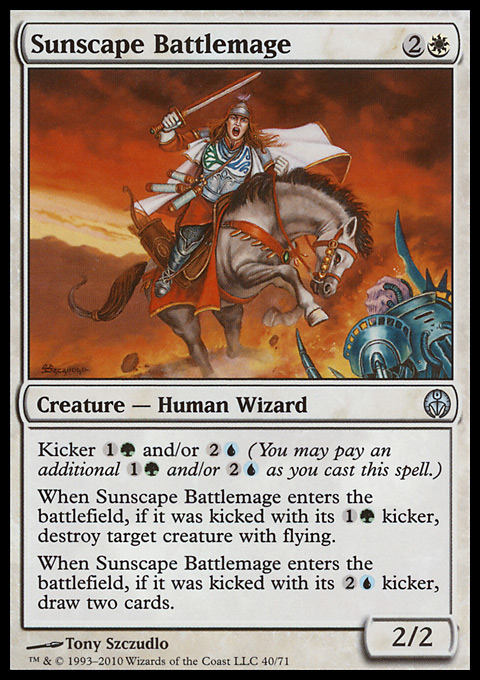 Sunscape Battlemage 2
Creature — Human Wizard
Kicker 1 and/or 2 (You may pay an
additional 1 and/or 2 as you cast this spell.)
When Sunscape Battlemage enters the
battlefield, if it was kicked with its 1 kicker,
destroy target creature with flying.
When Sunscape Battlemage enters the
battlefield, if it was kicked with its 2 kicker,
draw two cards.
Tony Szczudlo
2/2
™ & © 1993–2010 Wizards of the Coast LLC 40/71